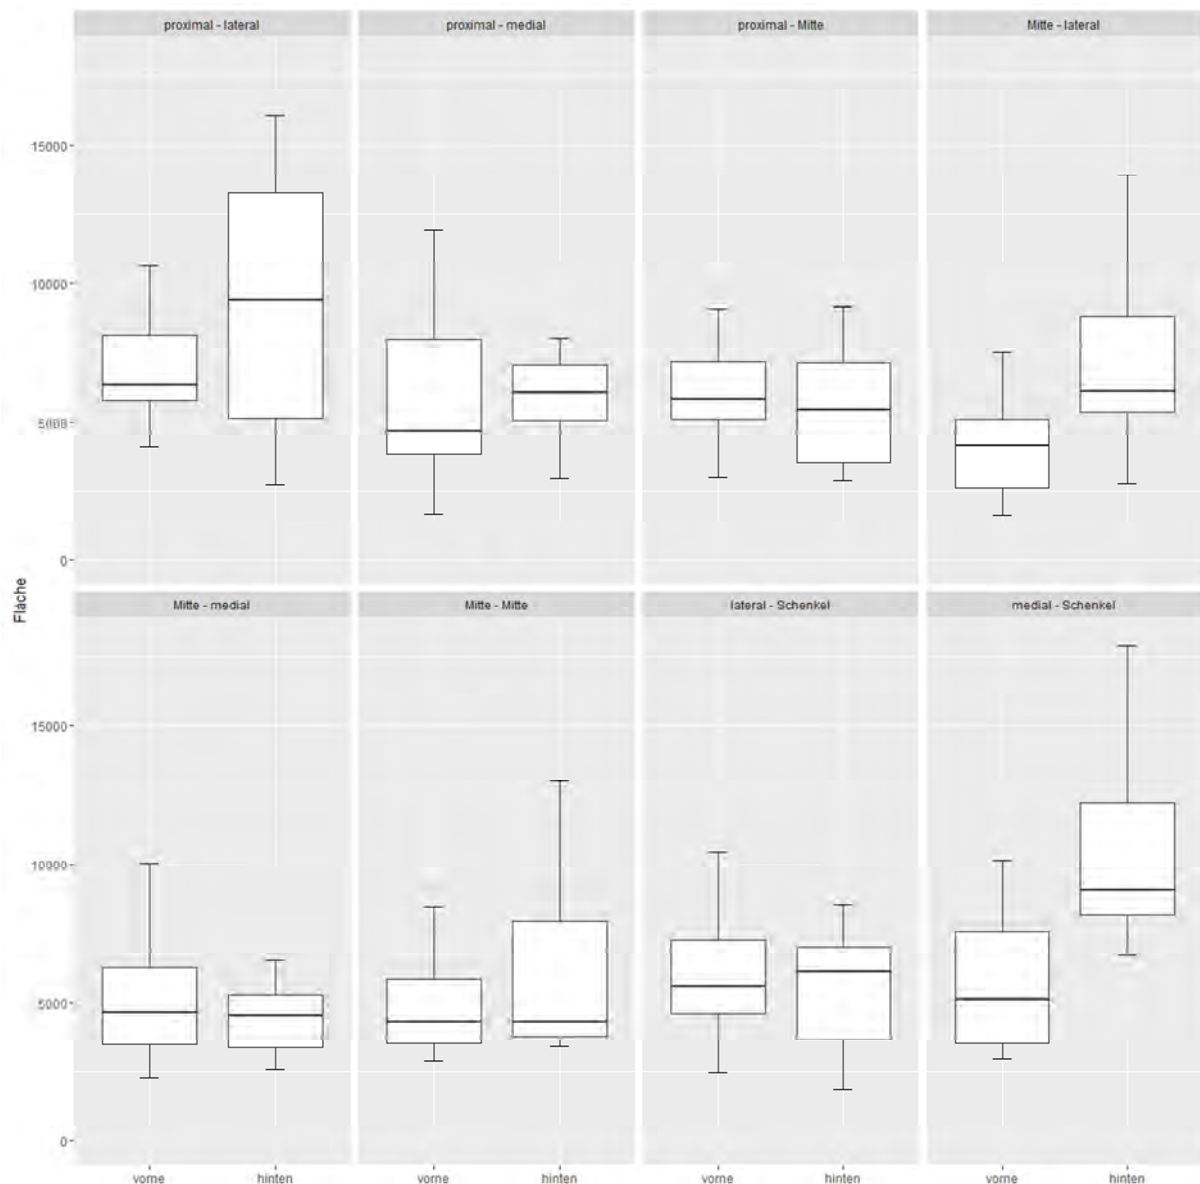 proximal - lateral
proximal - medial
proximal - Mitte
Mitte - lateral
15000
10000
5000
0
Fläche
Mitte - medial
Mitte - Mitte
lateral - Schenkel
medial - Schenkel
15000
10000
5000
0
vorne
hinten
vorne
hinten
vorne
hinten
vorne
hinten